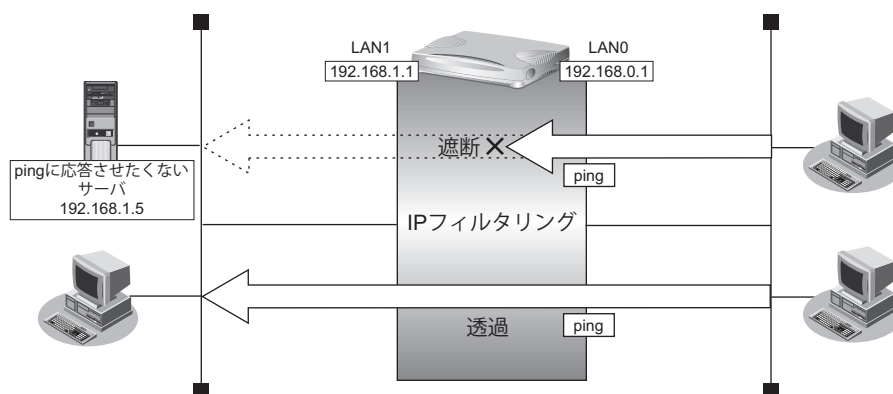 LAN1
LAN0
192.168.1.1
192.168.0.1
遮断
ping
pingに応答させたくない
サーバ
192.168.1.5
IPフィルタリング
透過
ping